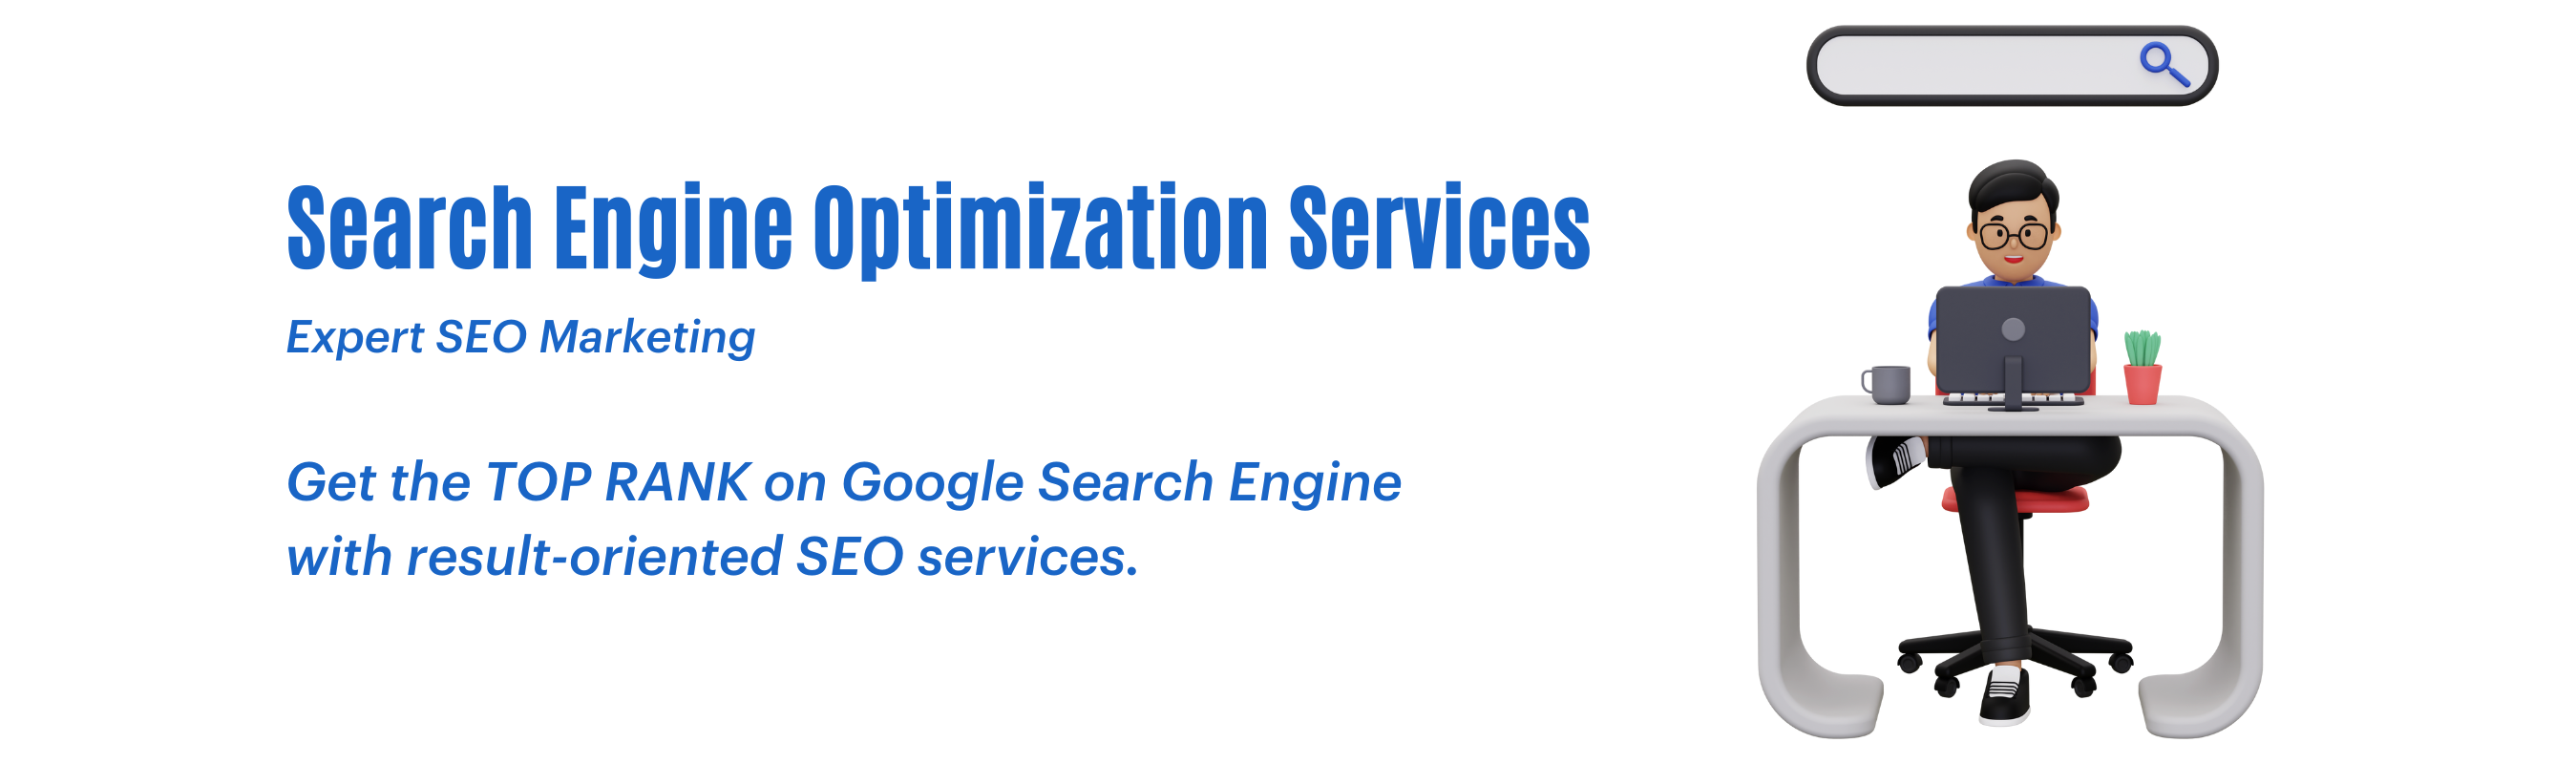 Search Engine Optimization Services
Expert SEO Marketing
Get the TOP RANK on Google Search Engine
with result-oriented SEO services.